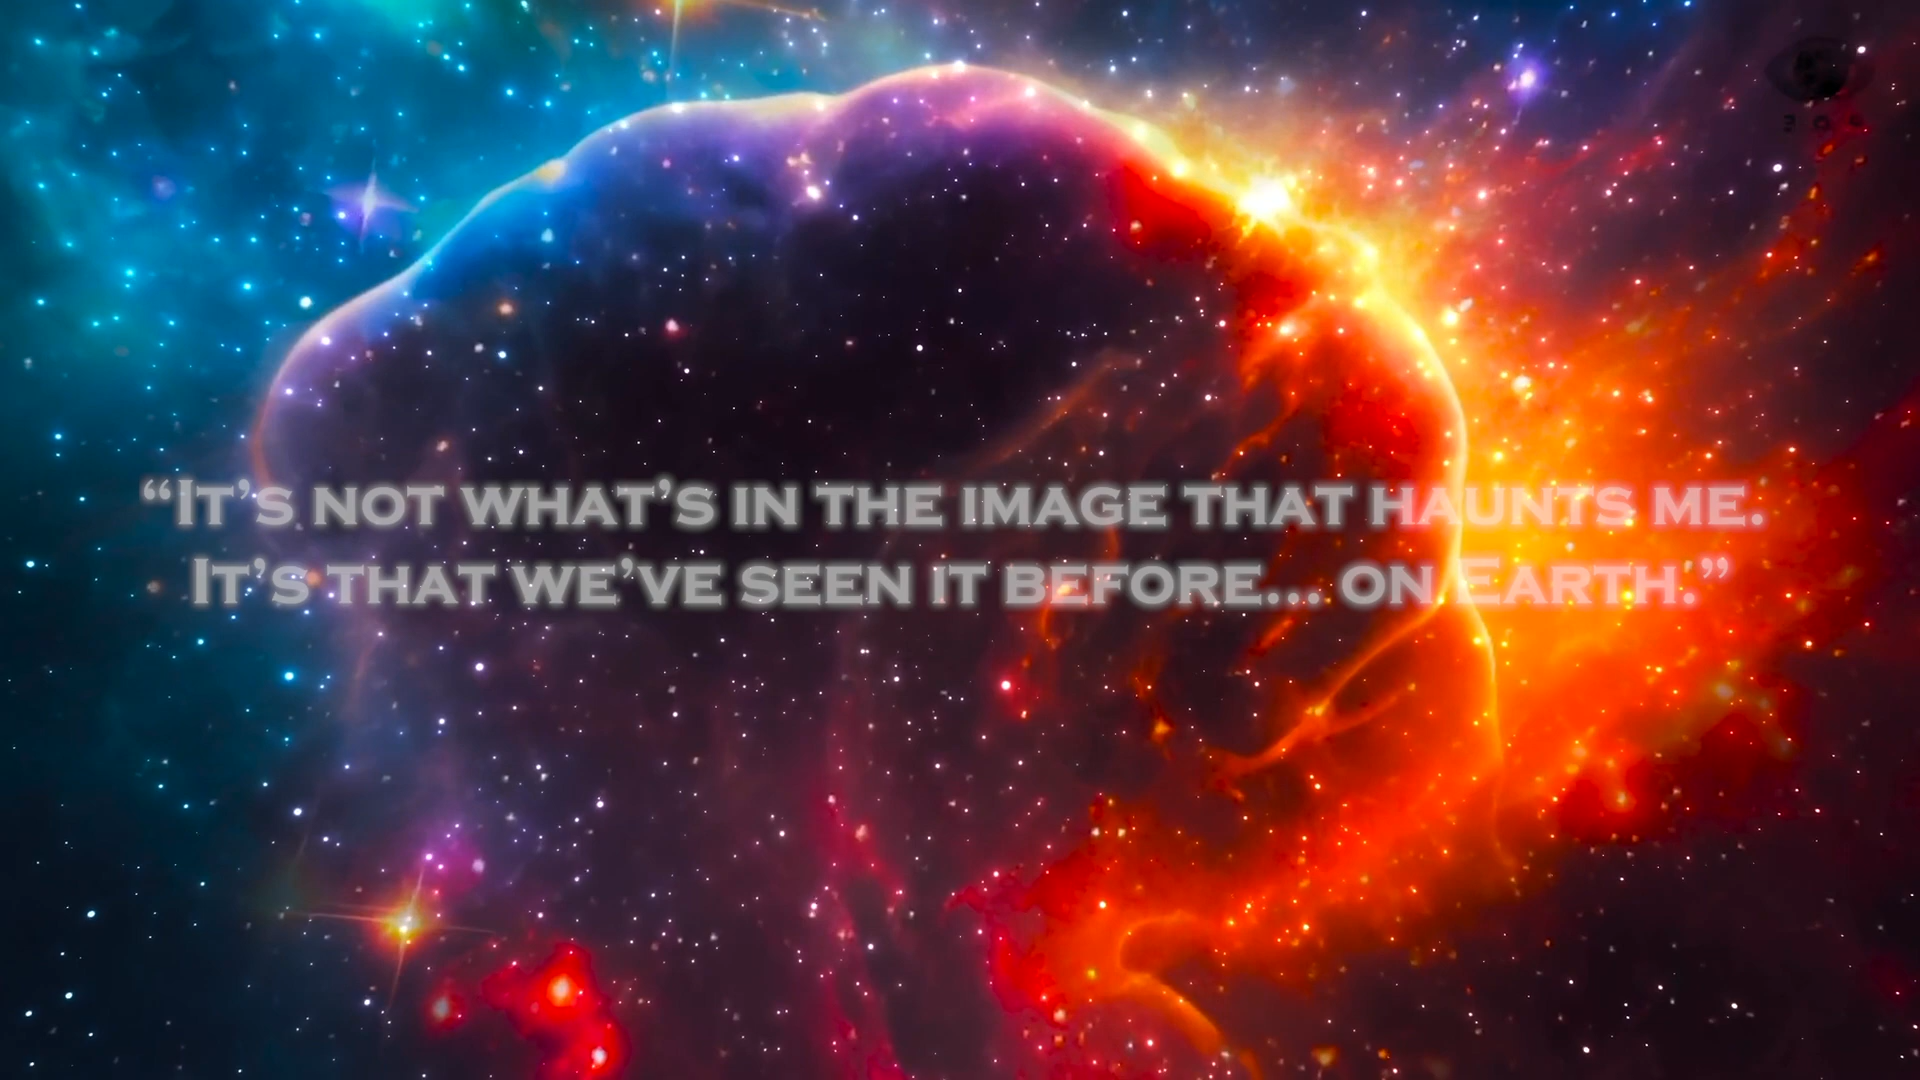 “It’s not what’s in the image that haunts me.
It’s that we’ve seen it before... on Earth.”